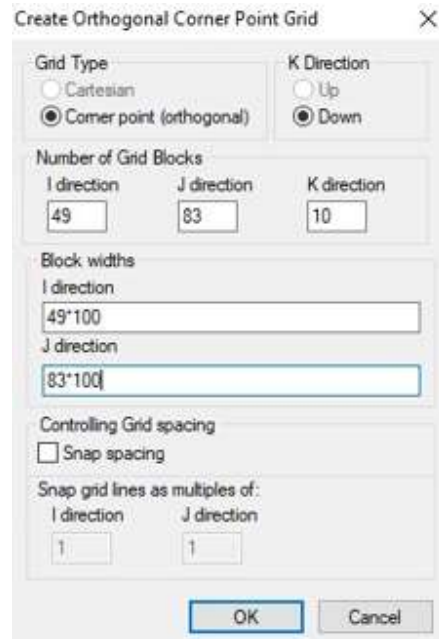 Create Orthogonal Corner Point Grid
Grid Type
Cartesian
Corner point (orthogonal)
K Direction
Up
Down
Number of Grid Blocks
I direction J direction K direction
49 83 10
Block widths
I direction
49*100
J direction
83*100
Controlling Grid spacing
Snap spacing
Snap grid lines as multiples of:
I direction J direction
1 1
OK Cancel